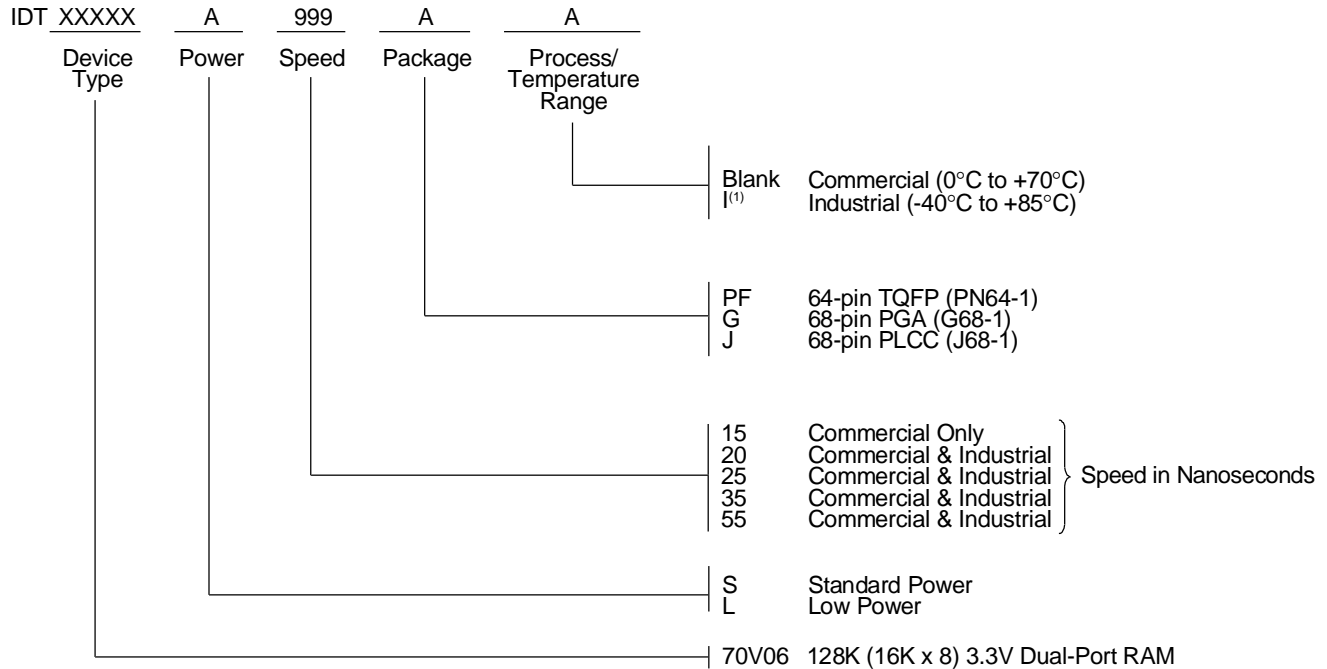 IDT XXXXX A 999 A A
Device Type Power Speed Package Process/ Temperature Range
Blank Commercial (0°C to +70°C)
I(1) Industrial (-40°C to +85°C)
PF 64-pin TQFP (PN64-1)
G 68-pin PGA (G68-1)
J 68-pin PLCC (J68-1)
15 Commercial Only
20 Commercial & Industrial
25 Commercial & Industrial
35 Commercial & Industrial
55 Commercial & Industrial
Speed in Nanoseconds
S Standard Power
L Low Power
70V06 128K (16K x 8) 3.3V Dual-Port RAM